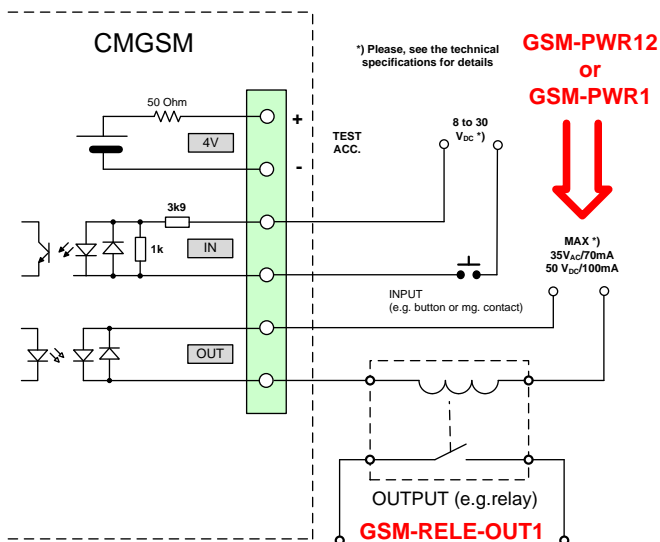 CMGSM
*) Please, see the technical
specifications for details
GSM-PWR12
or
GSM-PWR1
50 Ohm
+
4V
-
TEST
ACC.
8 to 30
VDC *)
3k9
1k
IN
MAX *)
35VAC/70mA
50 VDC/100mA
INPUT
(e.g. button or mg. contact)
OUT
OUTPUT (e.g.relay)
GSM-RELE-OUT1